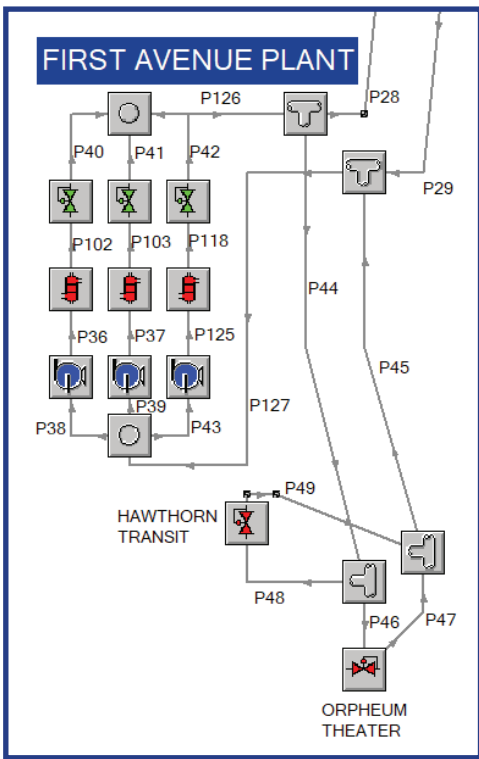 FIRST AVENUE PLANT
P126
P28
P40
P41
P42
P29
P102
P103
P118
P44
P36
P37
P125
P45
P39
P127
P38
P43
P49
HAWTHORN
TRANSIT
P48
P46
P47
ORPHEUM
THEATER